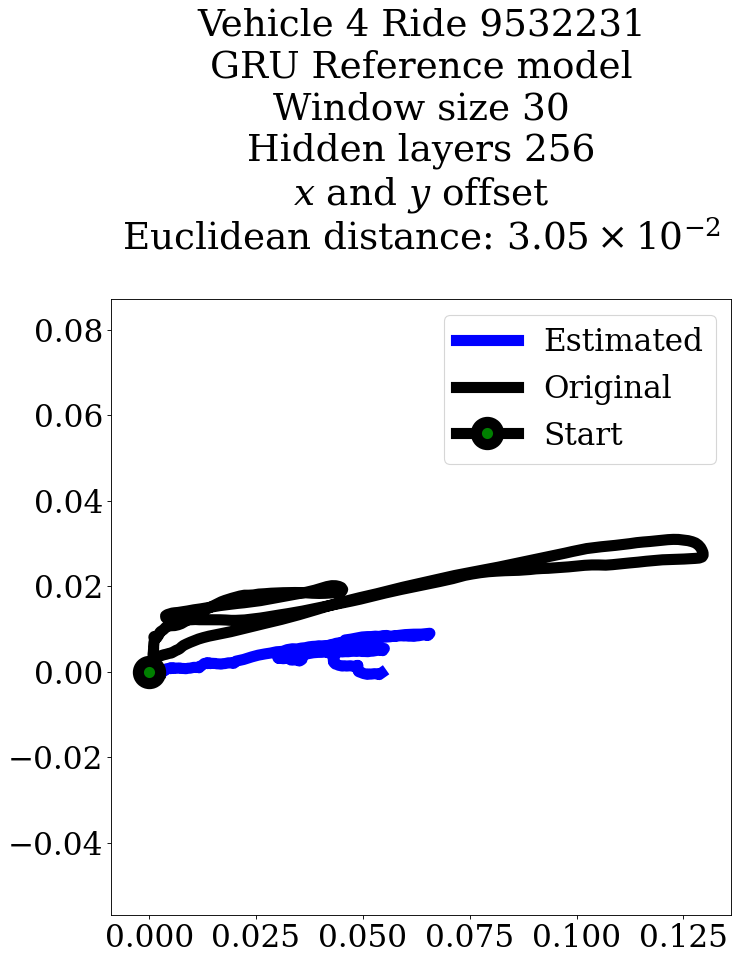 Vehicle 4 Ride 9532231
GRU Reference model
Window size 30
Hidden layers 256
x and y offset
Euclidean distance: 3.05 × 10⁻²
Estimated
Original
Start
0.08
0.06
0.04
0.02
0.00
−0.02
−0.04
0.000 0.025 0.050 0.075 0.100 0.125